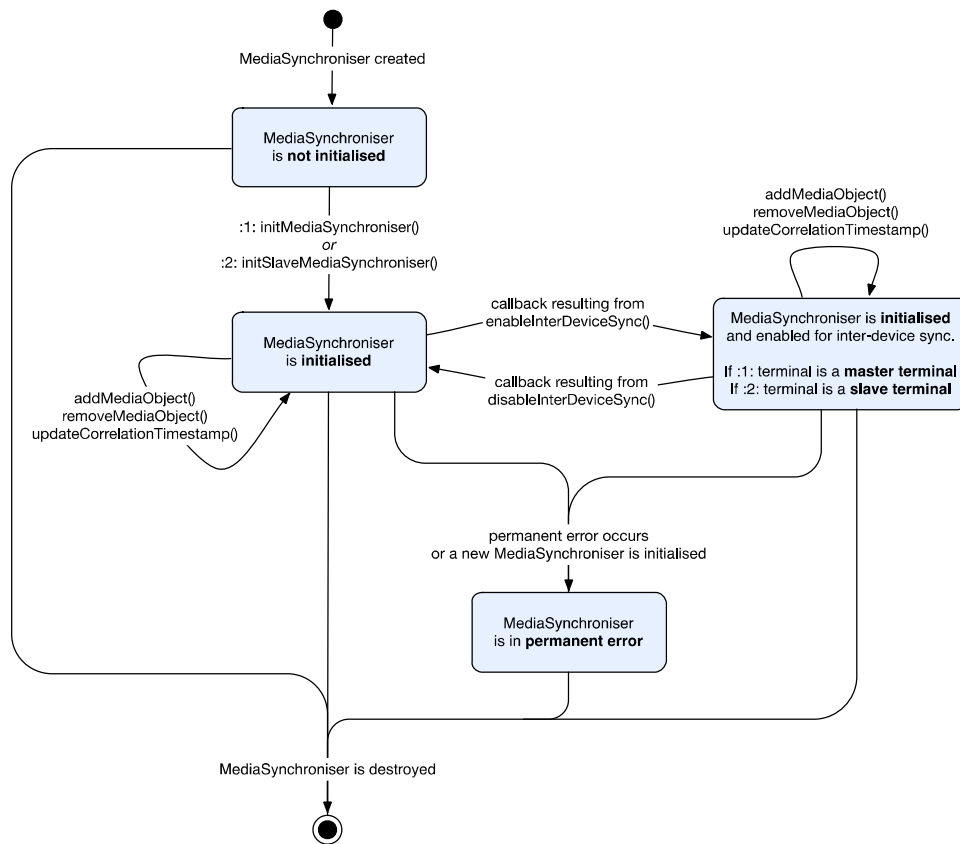 MediaSynchroniser created
MediaSynchroniser
is not initialised
:1: initMediaSynchroniser()
or
:2: initSlaveMediaSynchroniser()
addMediaObject()
removeMediaObject()
updateCorrelationTimestamp()
callback resulting from
enableInterDeviceSync()
MediaSynchroniser
is initialised
MediaSynchroniser is initialised
and enabled for inter-device sync.
If :1: terminal is a master terminal
If :2: terminal is a slave terminal
callback resulting from
disableInterDeviceSync()
addMediaObject()
removeMediaObject()
updateCorrelationTimestamp()
permanent error occurs
or a new MediaSynchroniser is initialised
MediaSynchroniser
is in permanent error
MediaSynchroniser is destroyed